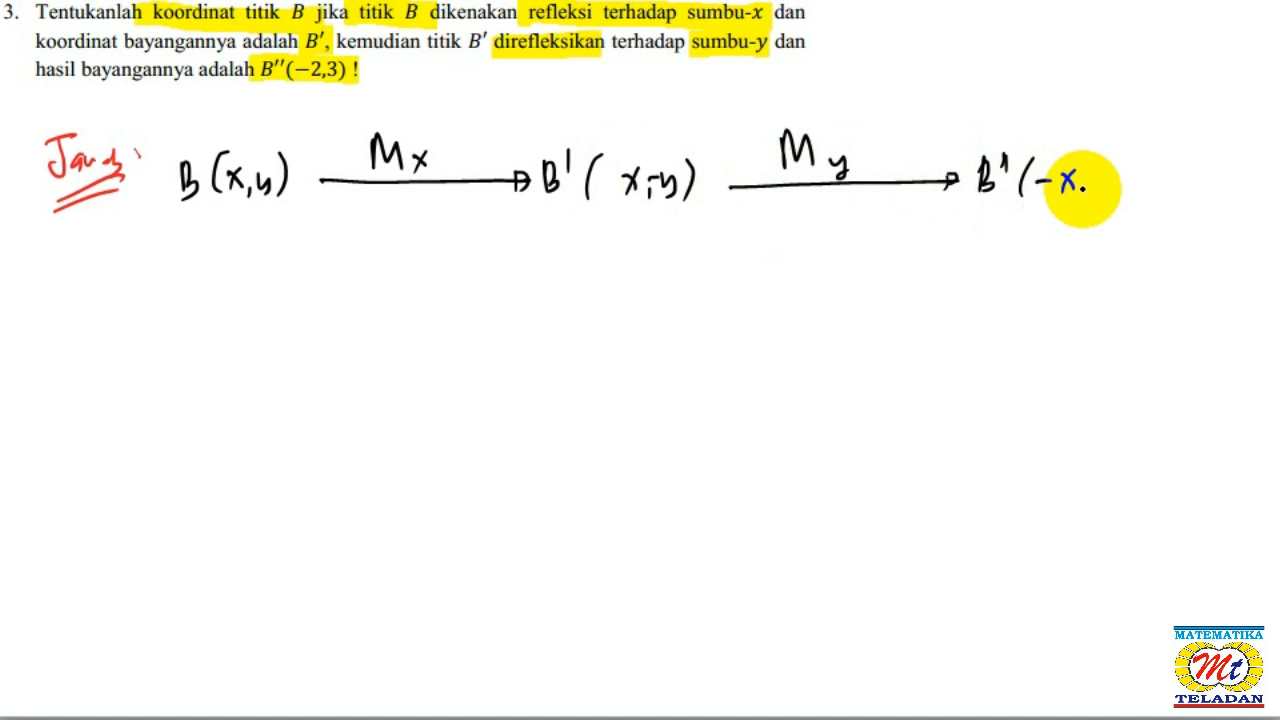 3. Tentukanlah koordinat titik B jika titik B dikenakan refleksi terhadap sumbu-x dan
koordinat bayangannya adalah B′, kemudian titik B′ direfleksikan terhadap sumbu-y dan
hasil bayangannya adalah B′′(−2,3) !
Jawab: B(x,y) Mx B'( x,-y) My B'(-x.
MATEMATIKA
Mt
TELADAN